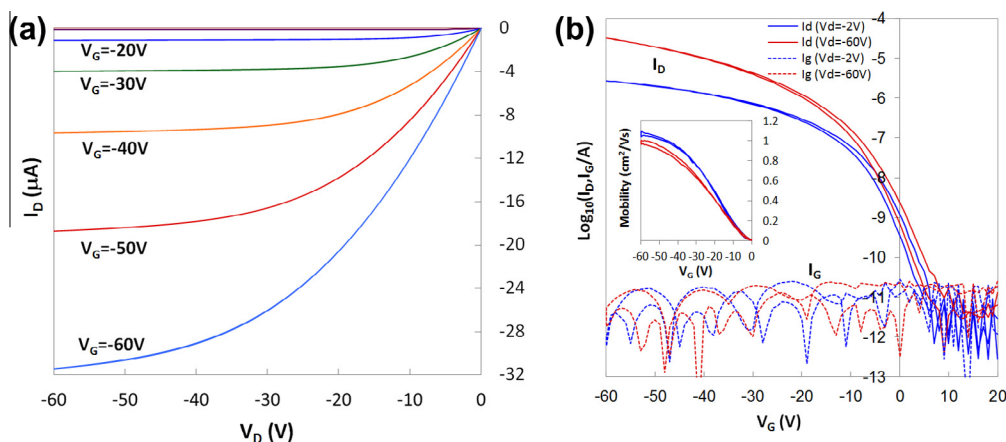 (a)
V_G=-20V
V_G=-30V
V_G=-40V
V_G=-50V
V_G=-60V
I_D (µA)
0
-4
-8
-12
-16
-20
-24
-28
-32
-60 -50 -40 -30 -20 -10 0
V_D (V)
(b)
Id (Vd=-2V)
Id (Vd=-60V)
Ig (Vd=-2V)
Ig (Vd=-60V)
I_D
I_G
Log₁₀(I_D,I_G/A)
-4
-5
-6
-7
-8
-9
-10
-11
-12
-13
Mobility (cm²/Vs)
1.2
1
0.8
0.6
0.4
0.2
0
-60 -50 -40 -30 -20 -10 0
V_G (V)
-60 -50 -40 -30 -20 -10 0 10 20
V_G (V)